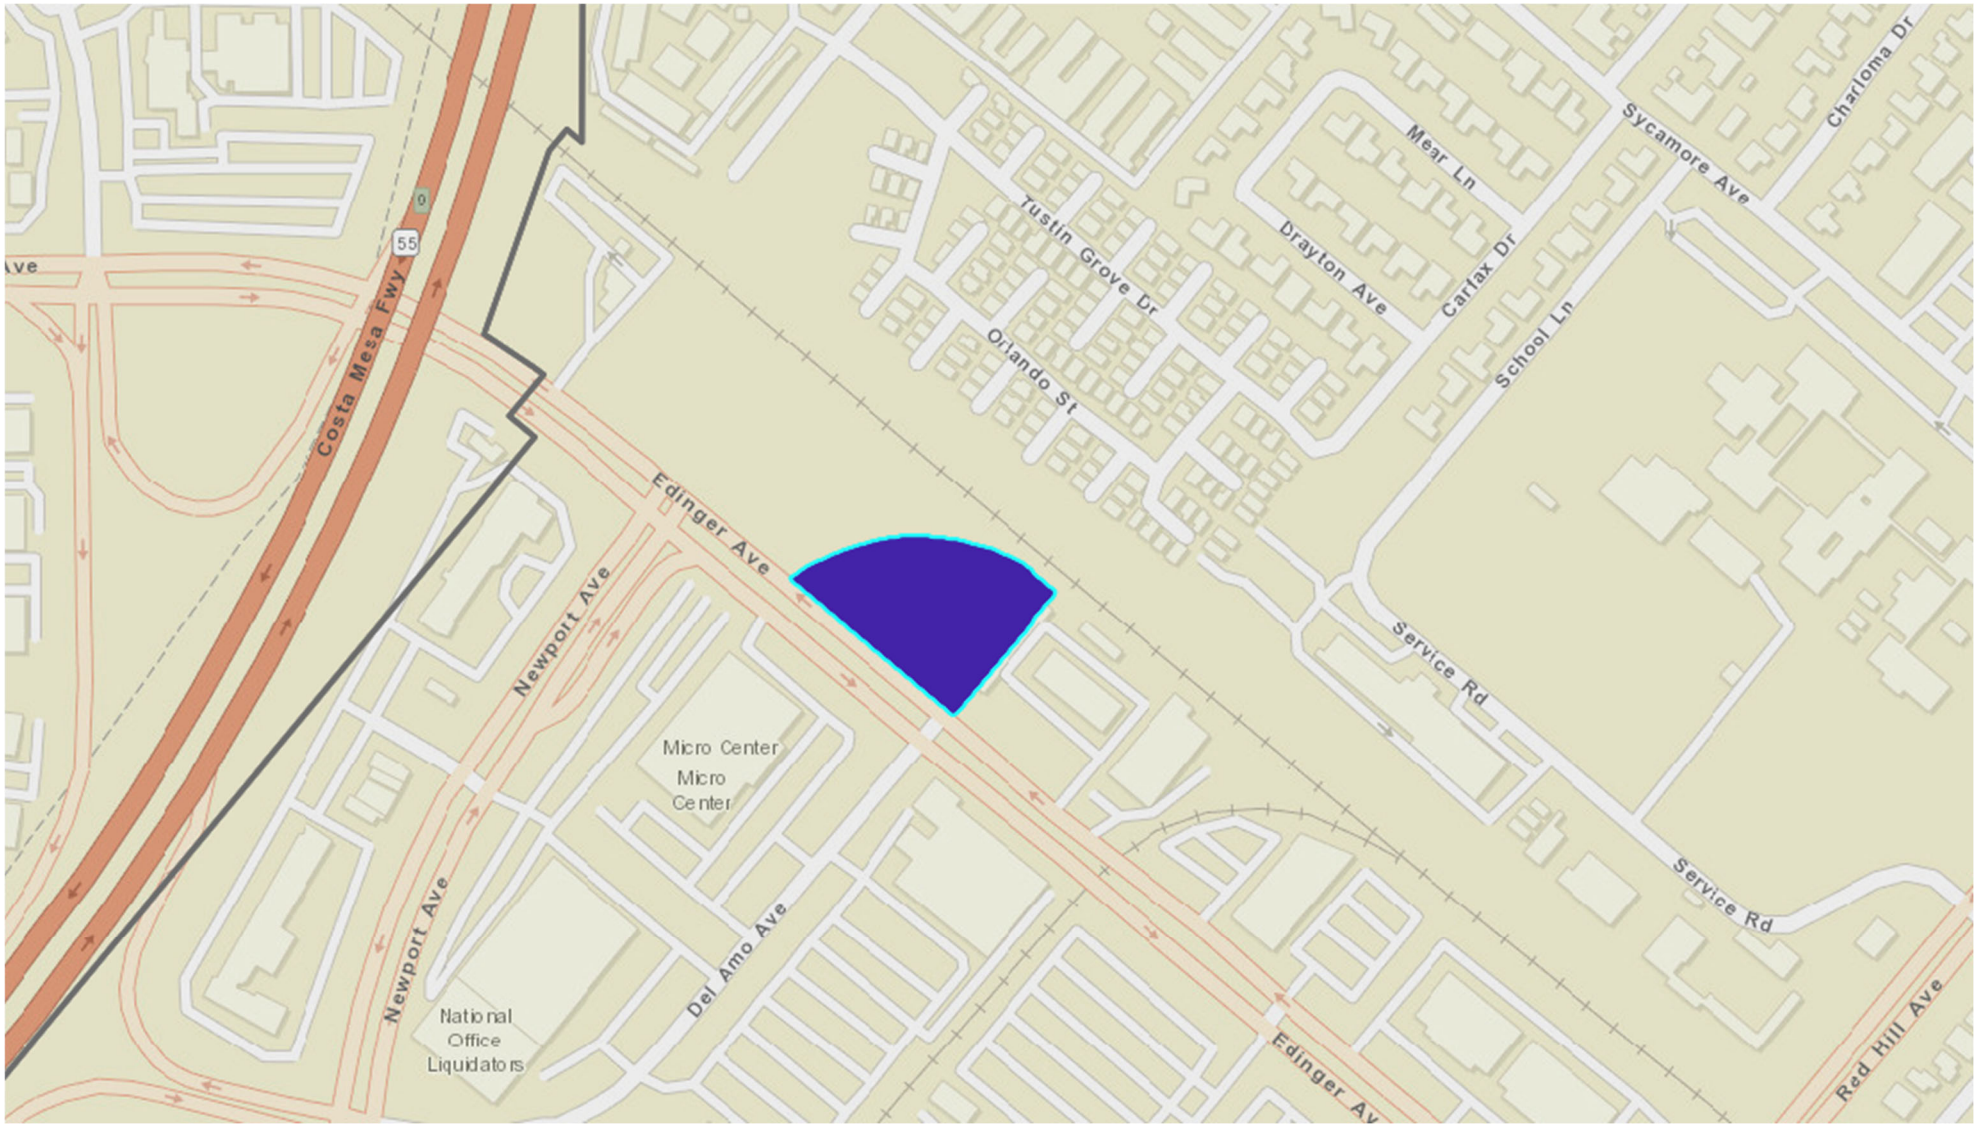 Ave
9
55
Costa Mesa Fwy
Sycamore Ave
Charloma Dr
Mear Ln
Tustin Grove Dr
Drayton Ave
Carfax Dr
School Ln
Orlando St
Edinger Ave
Newport Ave
Service Rd
Micro Center
Micro
Center
Service Rd
Newport Ave
Del Amo Ave
National
Office
Liquidators
Edinger Av
Red Hill Ave